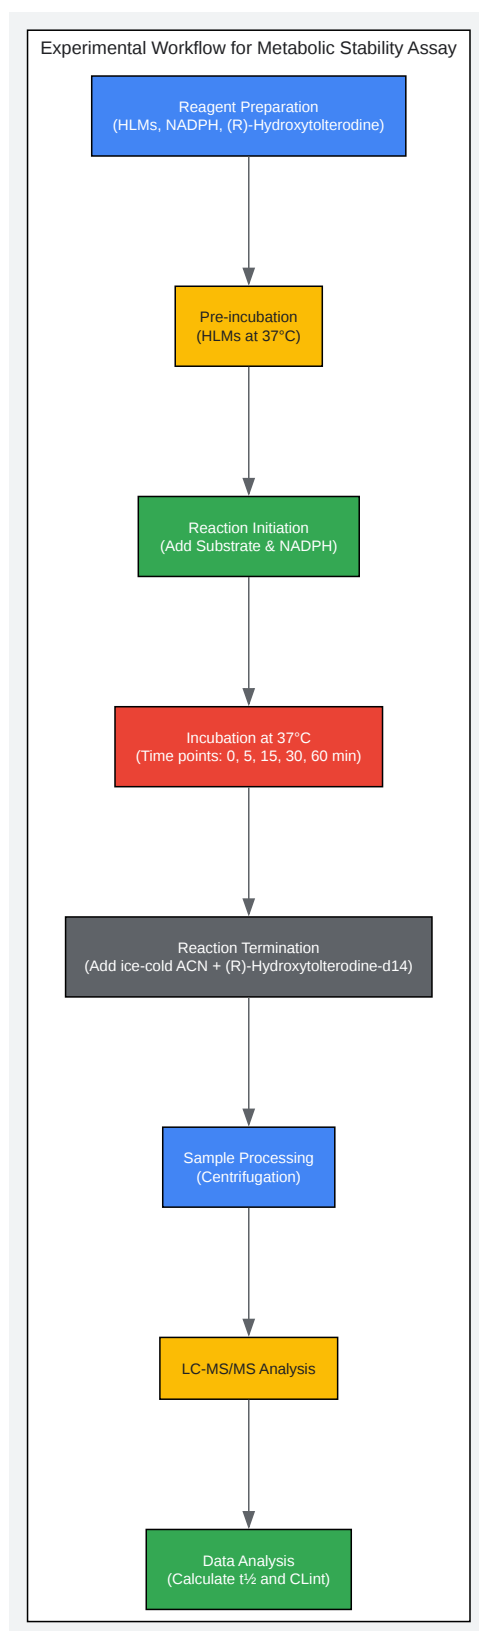 Experimental Workflow for Metabolic Stability Assay
Reagent Preparation
(HLMs, NADPH, (R)-Hydroxytolterodine)
Pre-incubation
(HLMs at 37°C)
Reaction Initiation
(Add Substrate & NADPH)
Incubation at 37°C
(Time points: 0, 5, 15, 30, 60 min)
Reaction Termination
(Add ice-cold ACN + (R)-Hydroxytolterodine-d14)
Sample Processing
(Centrifugation)
LC-MS/MS Analysis
Data Analysis
(Calculate t½ and CLint)